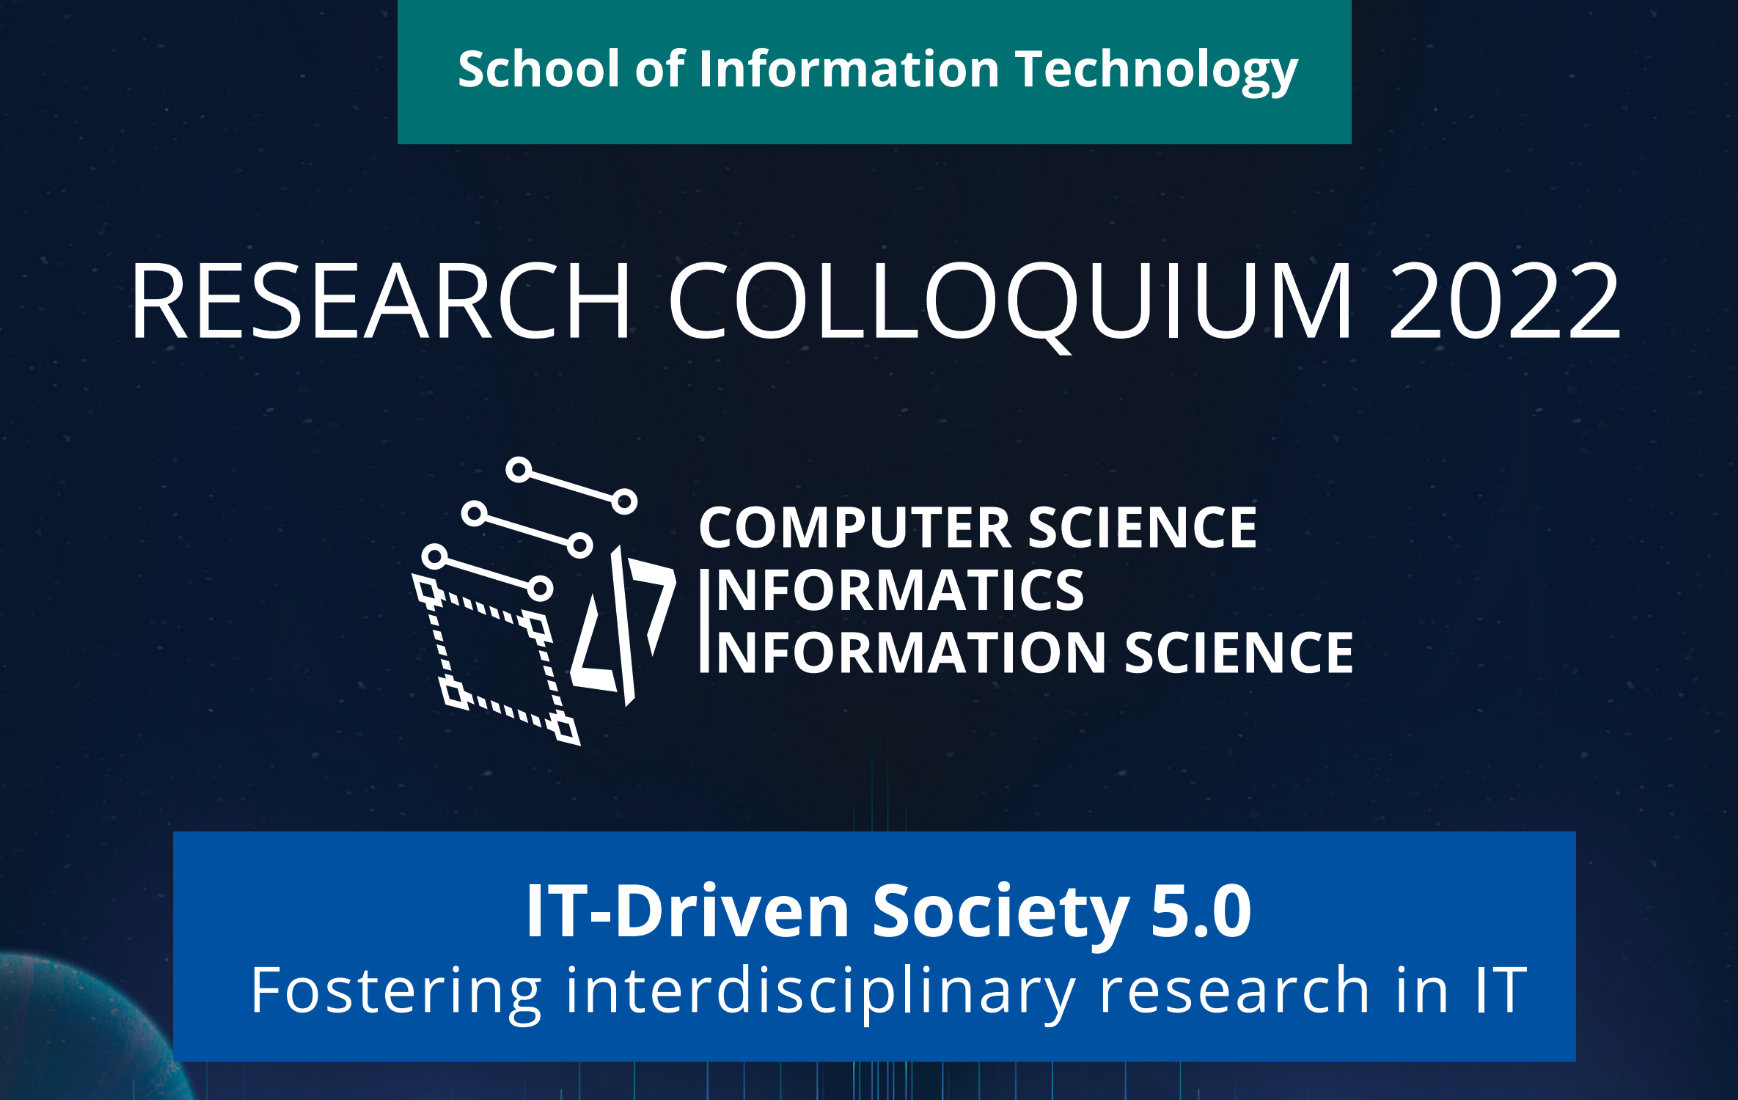 School of Information Technology
RESEARCH COLLOQUIUM 2022
COMPUTER SCIENCE
INFORMATICS
INFORMATION SCIENCE
IT-Driven Society 5.0
Fostering interdisciplinary research in IT